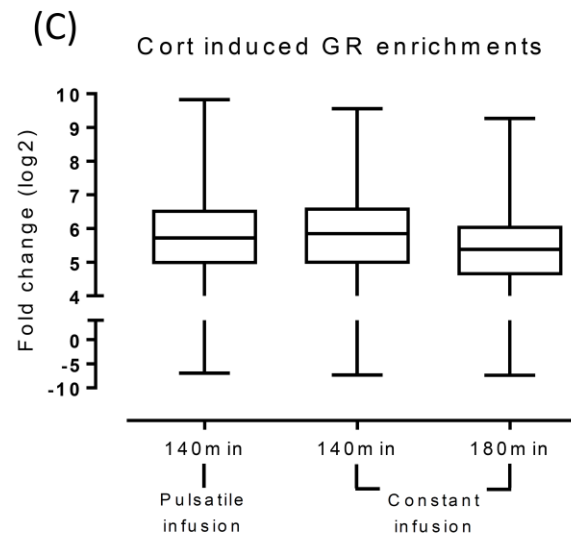 (C)
Cort induced GR enrichments
Fold change (log2)
10
9
8
7
6
5
4
0
-5
-10
140min
140min
180min
Pulsatile
infusion
Constant
infusion